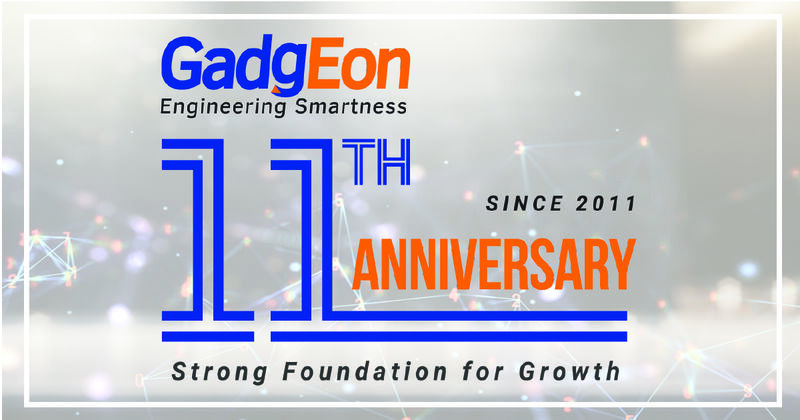 GadgEon
Engineering Smartness
11TH
SINCE 2011
ANNIVERSARY
Strong Foundation for Growth